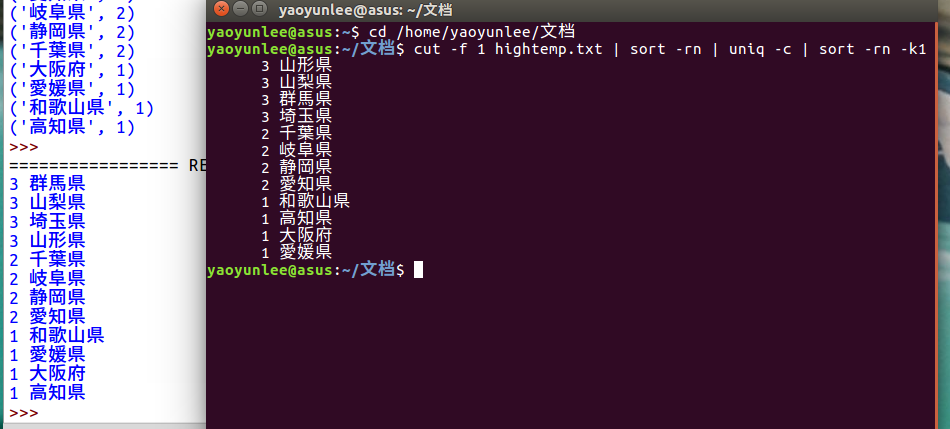 ('岐阜県', 2)
('静岡県', 2)
('千葉県', 2)
('大阪府', 1)
('愛媛県', 1)
('和歌山県', 1)
('高知県', 1)
>>>
================= RE
3 群馬県
3 山梨県
3 埼玉県
3 山形県
2 千葉県
2 岐阜県
2 静岡県
2 愛知県
1 和歌山県
1 愛媛県
1 大阪府
1 高知県
>>>
yaoyunlee@asus: ~/文档
yaoyunlee@asus:~$ cd /home/yaoyunlee/文档
yaoyunlee@asus:~/文档$ cut -f 1 hightemp.txt | sort -rn | uniq -c | sort -rn -k1
3 山形県
3 山梨県
3 群馬県
3 埼玉県
2 千葉県
2 岐阜県
2 静岡県
2 愛知県
1 和歌山県
1 高知県
1 大阪府
1 愛媛県
yaoyunlee@asus:~/文档$